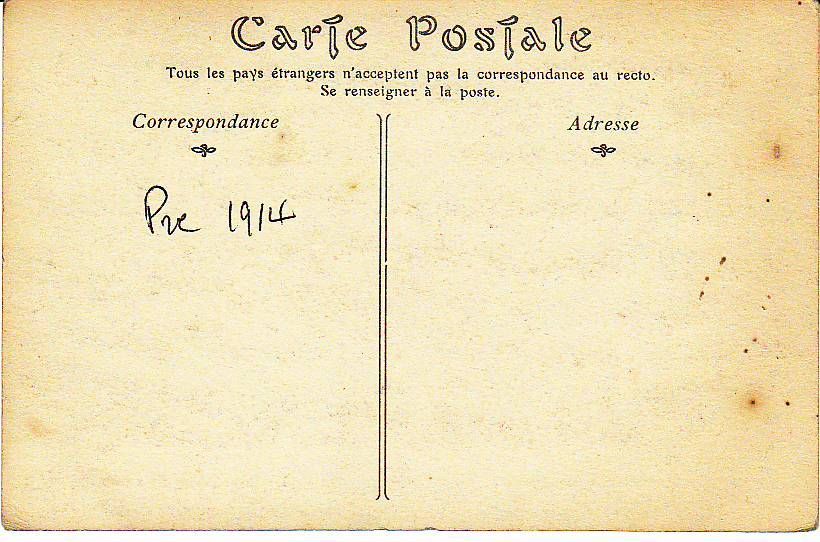 Carte Postale
Tous les pays étrangers n'acceptent pas la correspondance au recto.
Se renseigner à la poste.
Correspondance
Adresse
Pre 1914